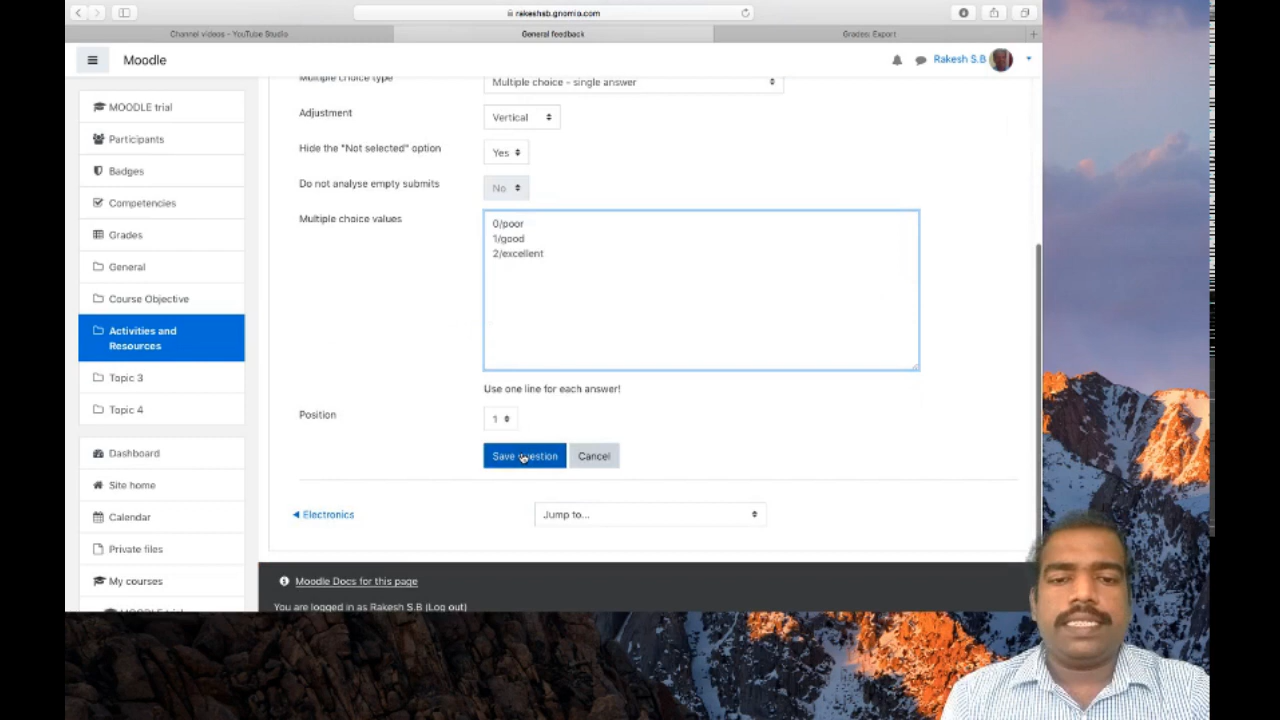 rakeshsb.gnomio.com
Channel videos - YouTube Studio
General feedback
Grades: Export
Moodle
Rakesh S.B
MOODLE trial
Participants
Badges
Competencies
Grades
General
Course Objective
Activities and
Resources
Topic 3
Topic 4
Dashboard
Site home
Calendar
Private files
My courses
MOODLE trial
Multiple choice type
Multiple choice - single answer
Adjustment
Vertical
Hide the "Not selected" option
Yes
Do not analyse empty submits
No
Multiple choice values
0/poor
1/good
2/excellent
Use one line for each answer!
Position
1
Save question
Cancel
◄ Electronics
Jump to...
Moodle Docs for this page
You are logged in as Rakesh S.B (Log out)